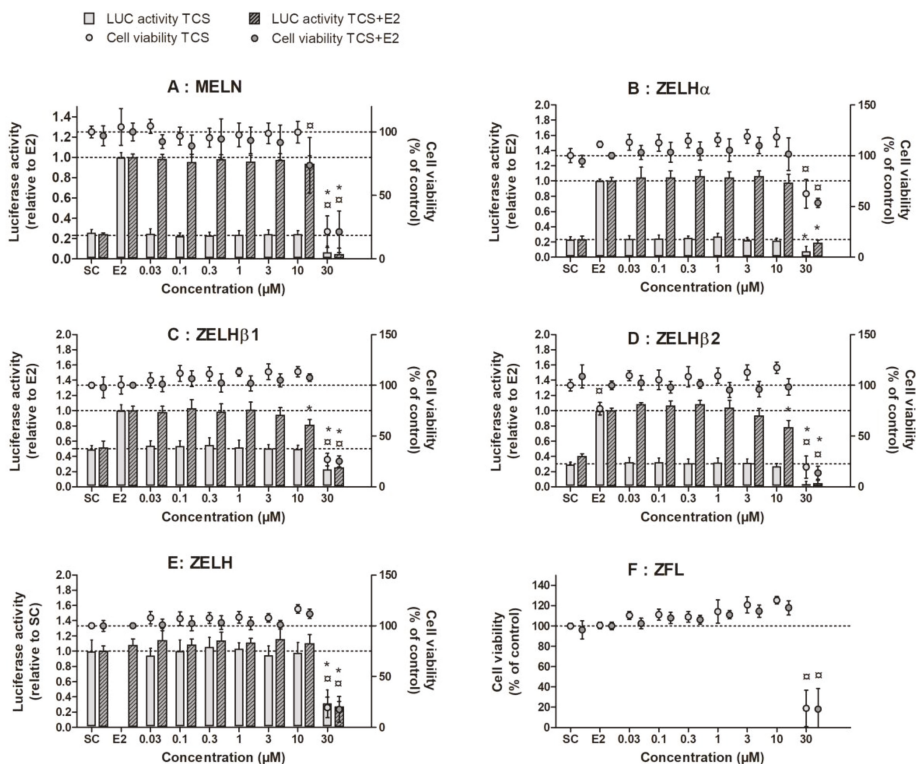 LUC activity TCS
LUC activity TCS+E2
Cell viability TCS
Cell viability TCS+E2
A : MELN
Luciferase activity
(relative to E2)
1.4
1.2
1.0
0.8
0.6
0.4
0.2
0.0
100
50
0
Cell viability
(% of control)
¤
* *
¤ ¤
SC E2 0.03 0.1 0.3 1 3 10 30
Concentration (µM)
B : ZELHα
Luciferase activity
(relative to E2)
2.0
1.8
1.6
1.4
1.2
1.0
0.8
0.6
0.4
0.2
0.0
150
100
50
0
Cell viability
(% of control)
¤
¤
* *
SC E2 0.03 0.1 0.3 1 3 10 30
Concentration (µM)
C : ZELHβ1
Luciferase activity
(relative to E2)
2.0
1.8
1.6
1.4
1.2
1.0
0.8
0.6
0.4
0.2
0.0
150
100
50
0
Cell viability
(% of control)
*
* *
¤ ¤
SC E2 0.03 0.1 0.3 1 3 10 30
Concentration (µM)
D : ZELHβ2
Luciferase activity
(relative to E2)
2.0
1.8
1.6
1.4
1.2
1.0
0.8
0.6
0.4
0.2
0.0
150
100
50
0
Cell viability
(% of control)
¤
*
* *
¤ ¤
SC E2 0.03 0.1 0.3 1 3 10 30
Concentration (µM)
E : ZELH
Luciferase activity
(relative to SC)
2.0
1.8
1.6
1.4
1.2
1.0
0.8
0.6
0.4
0.2
0.0
150
100
50
0
Cell viability
(% of control)
* *
¤ ¤
SC E2 0.03 0.1 0.3 1 3 10 30
Concentration (µM)
F : ZFL
Cell viability
(% of control)
140
120
100
80
60
40
20
0
¤ ¤
SC E2 0.03 0.1 0.3 1 3 10 30
Concentration (µM)